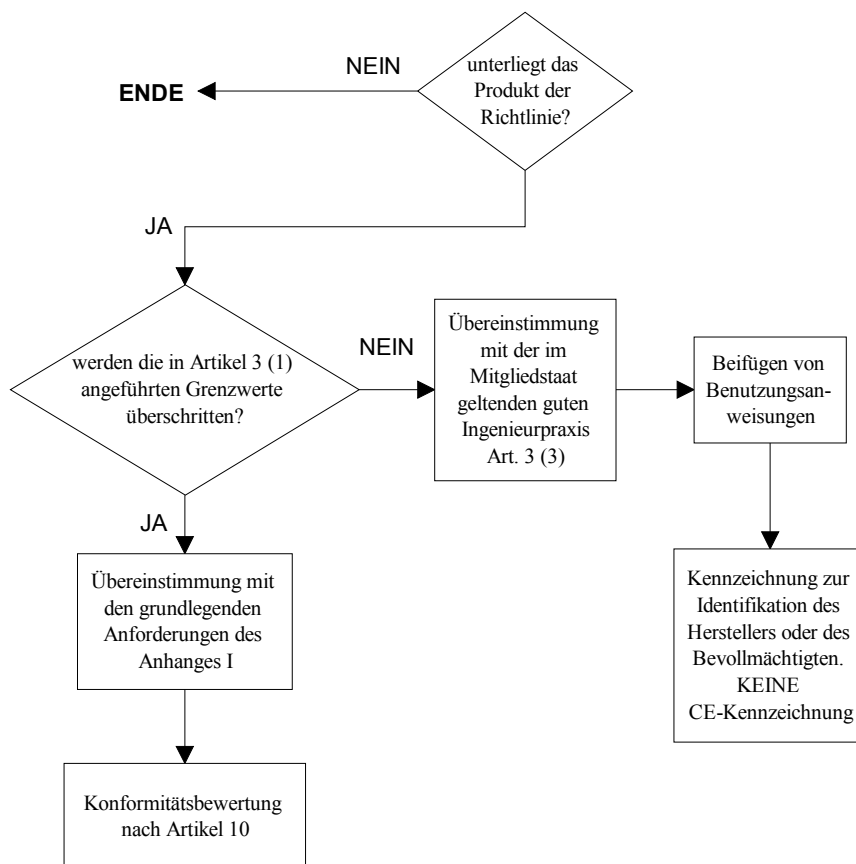 unterliegt das
Produkt der
Richtlinie?
NEIN
ENDE
JA
werden die in Artikel 3 (1)
angeführten Grenzwerte
überschritten?
NEIN
Übereinstimmung
mit der im
Mitgliedstaat
geltenden guten
Ingenieurpraxis
Art. 3 (3)
Beifügen von
Benutzungsan-
weisungen
Kennzeichnung zur
Identifikation des
Herstellers oder des
Bevollmächtigten.
KEINE
CE-Kennzeichnung
JA
Übereinstimmung mit
den grundlegenden
Anforderungen des
Anhanges I
Konformitätsbewertung
nach Artikel 10